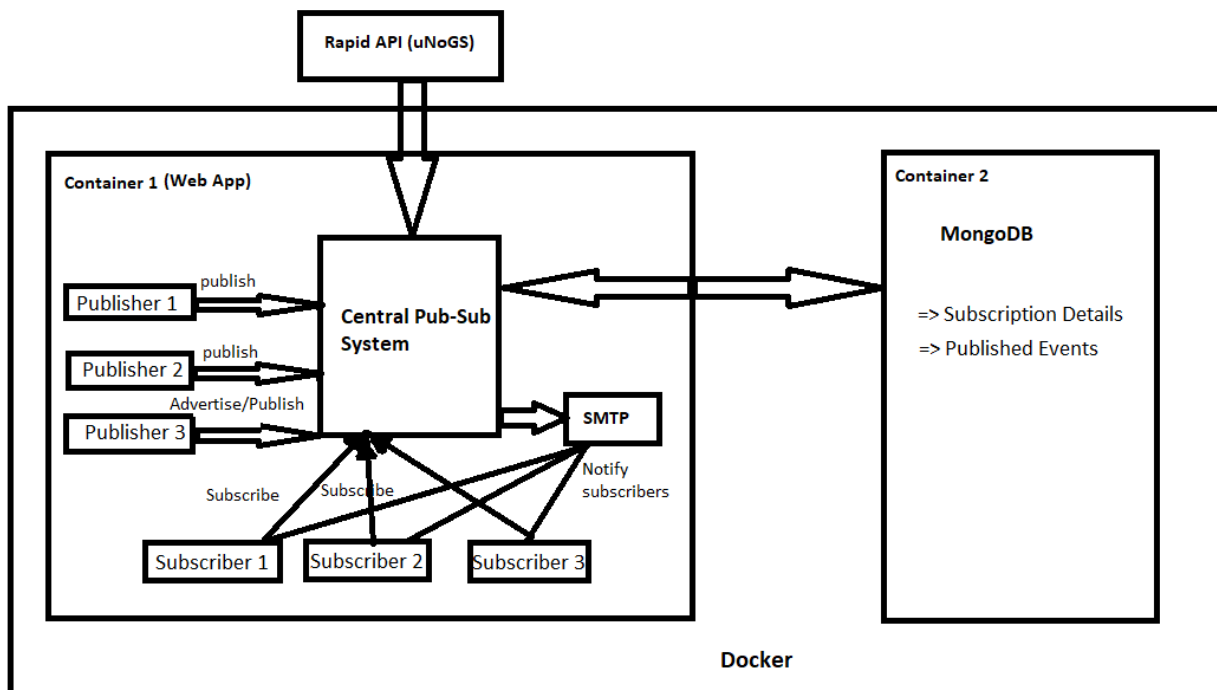 Rapid API (uNoGS)
Container 1 (Web App)
Container 2
MongoDB
publish
Publisher 1
Central Pub-Sub
System
=> Subscription Details
=> Published Events
publish
Publisher 2
Advertise/Publish
Publisher 3
SMTP
Notify
subscribers
Subscribe
Subscribe
Subscriber 1
Subscriber 2
Subscriber 3
Docker